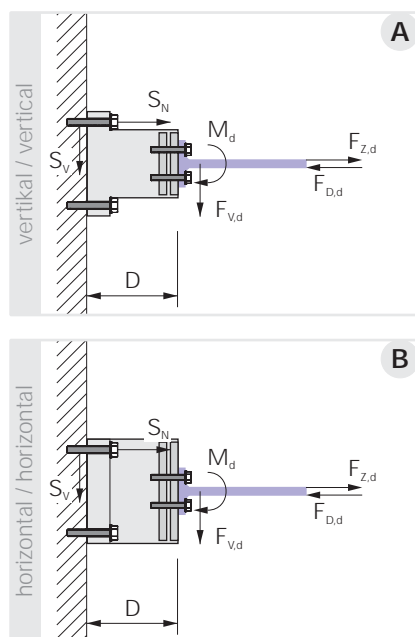 vertikal / vertical
A
S_N
S_V
M_d
F_Z,d
F_D,d
F_V,d
D
horizontal / horizontal
B
S_N
S_V
M_d
F_Z,d
F_D,d
F_V,d
D